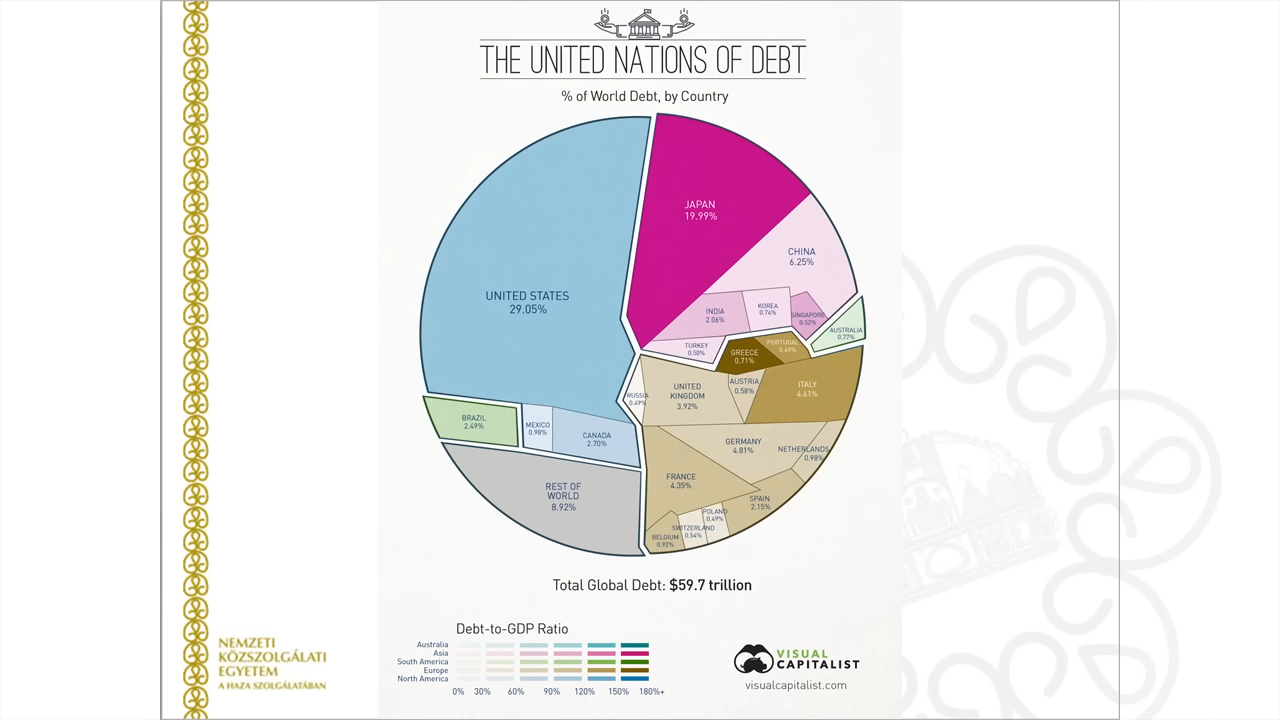 THE UNITED NATIONS OF DEBT
% of World Debt, by Country
JAPAN
19.99%
CHINA
6.25%
UNITED STATES
29.05%
INDIA
2.06%
KOREA
0.74%
SINGAPORE
0.52%
AUSTRALIA
0.77%
TURKEY
0.50%
GREECE
0.71%
PORTUGAL
0.49%
RUSSIA
0.49%
UNITED
KINGDOM
3.92%
AUSTRIA
0.58%
ITALY
4.61%
BRAZIL
2.49%
MEXICO
0.98%
CANADA
2.70%
GERMANY
4.81%
NETHERLANDS
0.98%
REST OF
WORLD
8.92%
FRANCE
4.35%
SPAIN
2.15%
POLAND
0.49%
SWITZERLAND
0.54%
BELGIUM
0.92%
Total Global Debt: $59.7 trillion
Debt-to-GDP Ratio
Australia
Asia
South America
Europe
North America
0% 30% 60% 90% 120% 150% 180%+
VISUAL
CAPITALIST
visualcapitalist.com
NEMZETI
KÖZSZOLGÁLATI
EGYETEM
A HAZA SZOLGÁLATÁBAN